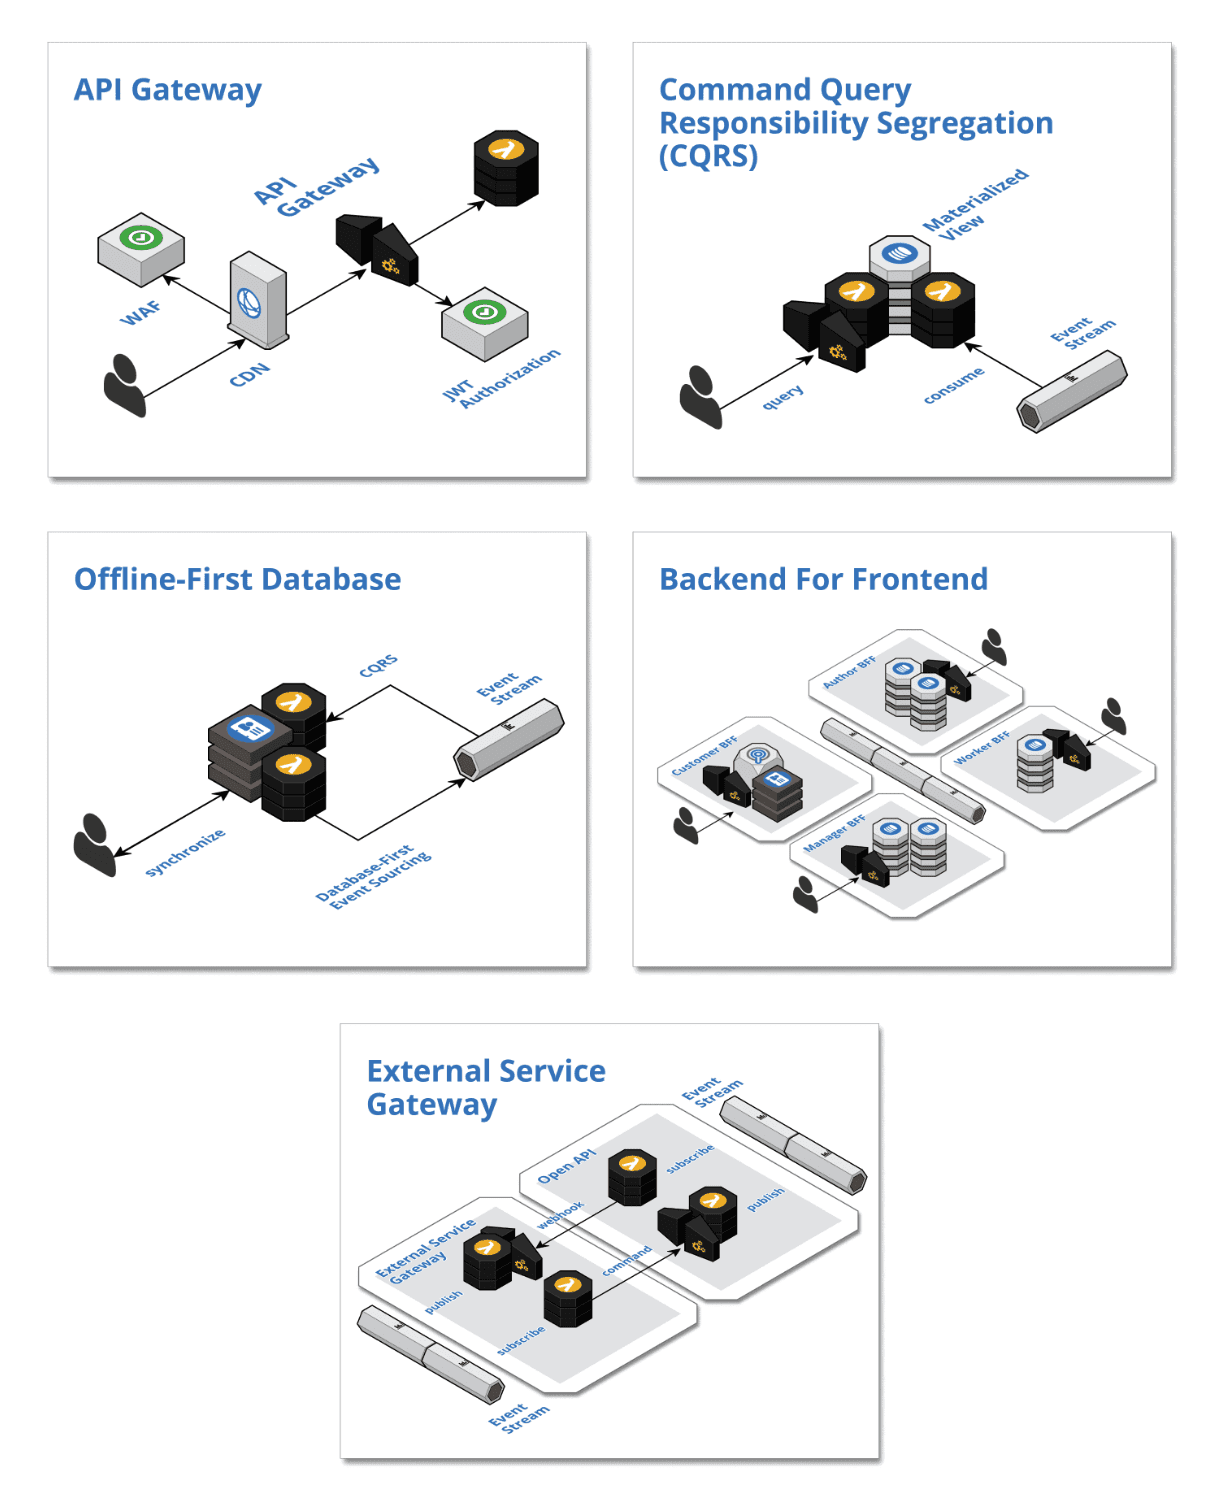 API Gateway
API
Gateway
WAF
CDN
JWT
Authorization
Command Query
Responsibility Segregation
(CQRS)
Materialized
View
Event
Stream
query
consume
Offline-First Database
CQRS
Event
Stream
synchronize
Database-First
Event Sourcing
Backend For Frontend
Author BFF
Customer BFF
Worker BFF
Manager BFF
External Service
Gateway
Event
Stream
Open API
subscribe
publish
webhook
External Service
Gateway
command
publish
subscribe
Event
Stream